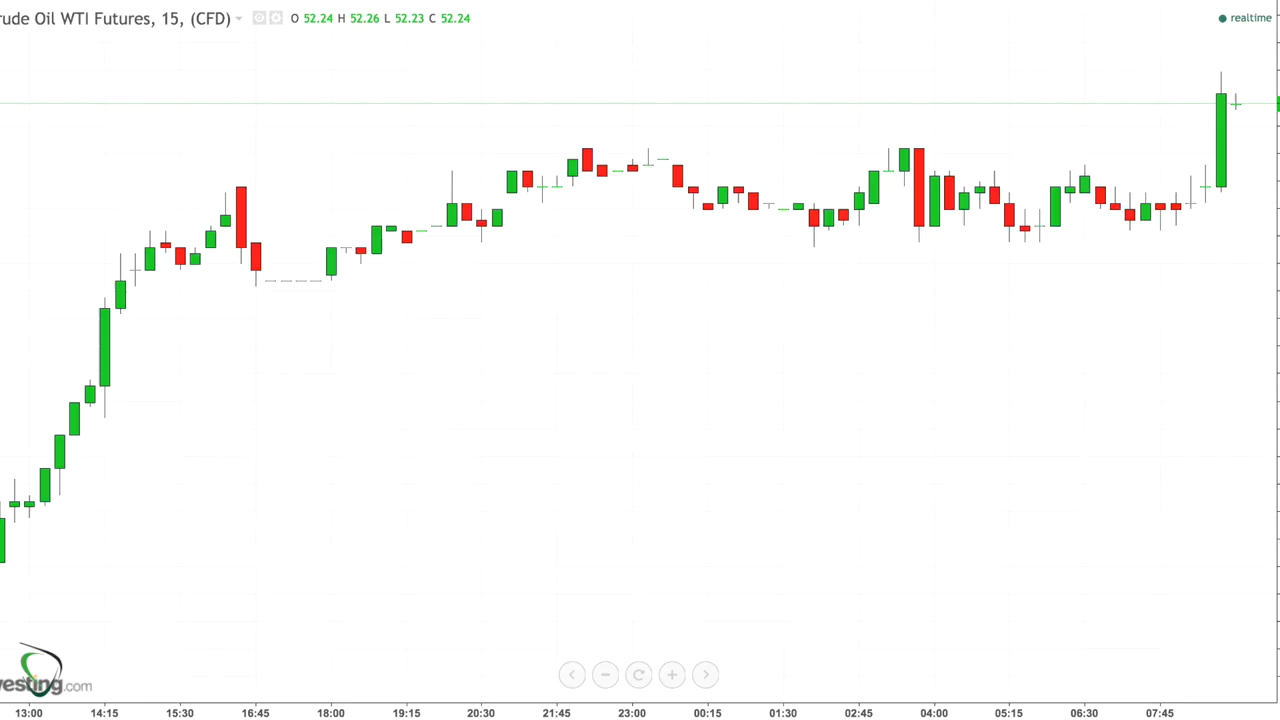 rude Oil WTI Futures, 15, (CFD) O 52.24 H 52.26 L 52.23 C 52.24 realtime
vesting.com
13:00 14:15 15:30 16:45 18:00 19:15 20:30 21:45 23:00 00:15 01:30 02:45 04:00 05:15 06:30 07:45